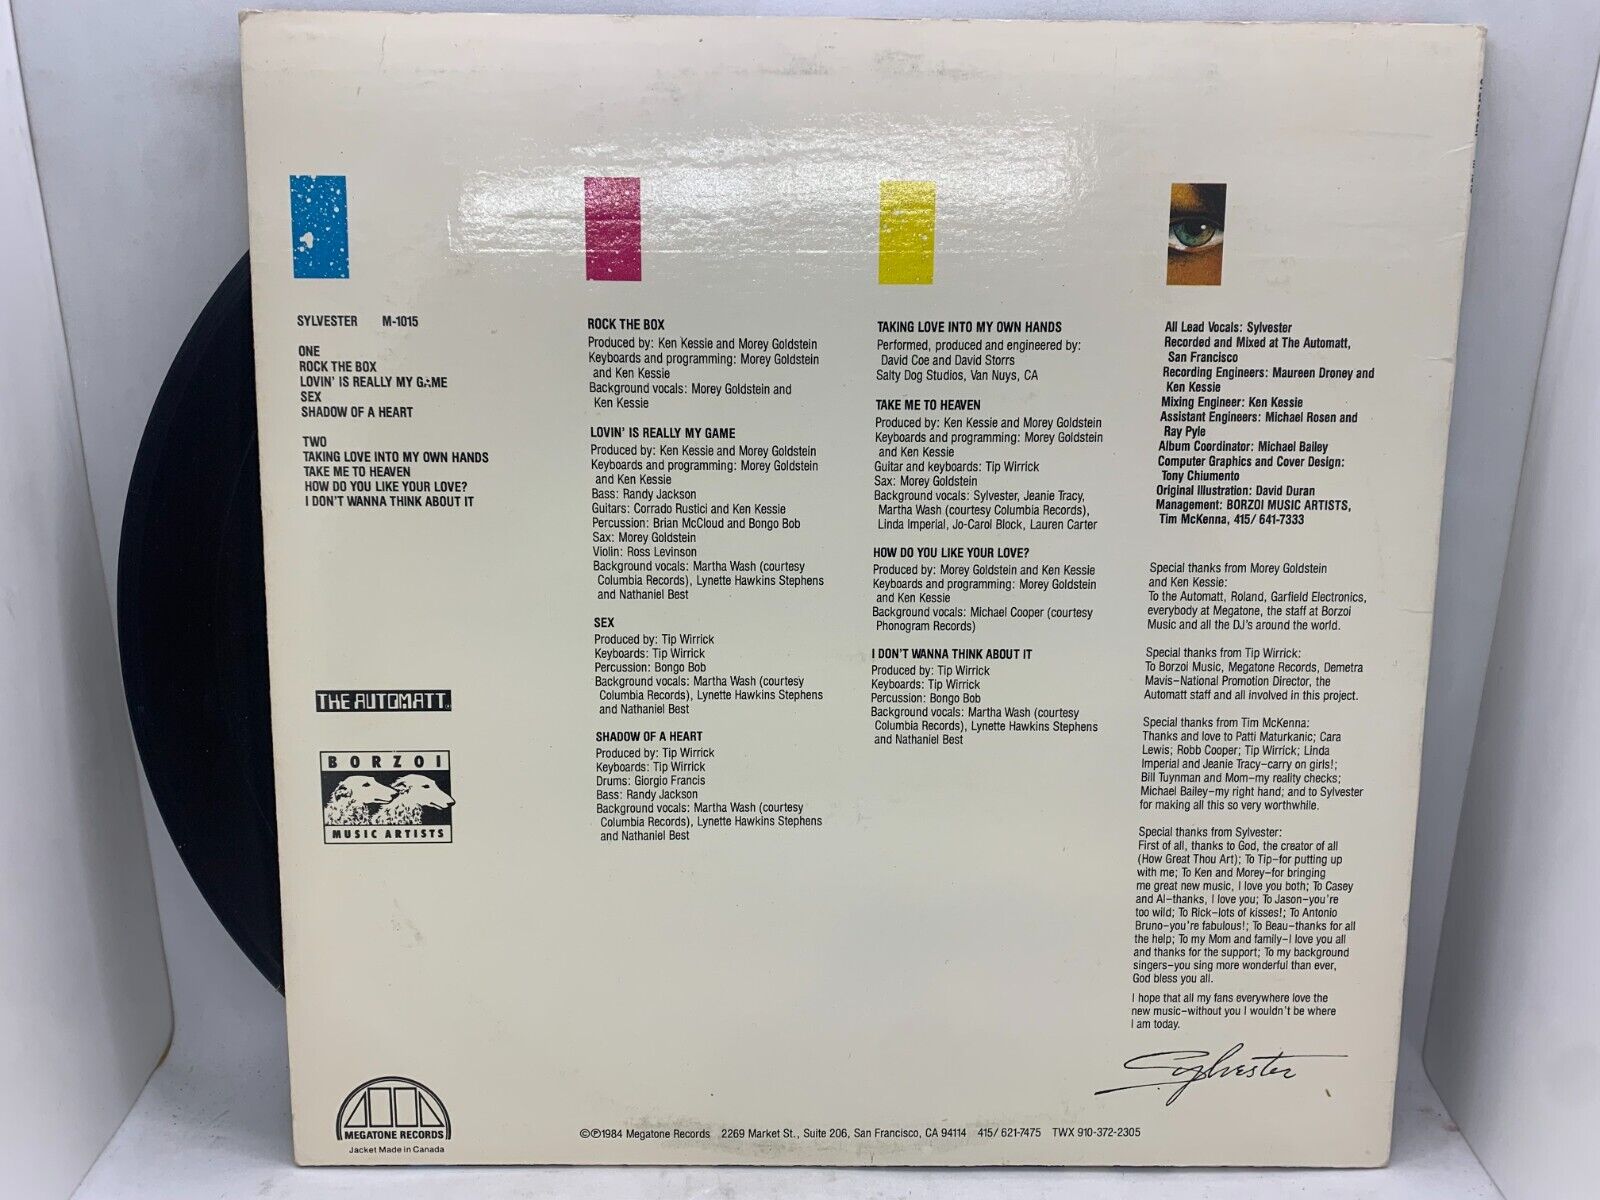 SYLVESTER M-1015
ONE
ROCK THE BOX
LOVIN' IS REALLY MY GAME
SEX
SHADOW OF A HEART
TWO
TAKING LOVE INTO MY OWN HANDS
TAKE ME TO HEAVEN
HOW DO YOU LIKE YOUR LOVE?
I DON'T WANNA THINK ABOUT IT
THE AUTOMATT
BORZOI
MUSIC ARTISTS
MEGATONE RECORDS
Jacket Made in Canada
ROCK THE BOX
Produced by: Ken Kessie and Morey Goldstein
Keyboards and programming: Morey Goldstein
and Ken Kessie
Background vocals: Morey Goldstein and
Ken Kessie
LOVIN' IS REALLY MY GAME
Produced by: Ken Kessie and Morey Goldstein
Keyboards and programming: Morey Goldstein
and Ken Kessie
Bass: Randy Jackson
Guitars: Corrado Rustici and Ken Kessie
Percussion: Brian McCloud and Bongo Bob
Sax: Morey Goldstein
Violin: Ross Levinson
Background vocals: Martha Wash (courtesy
Columbia Records), Lynette Hawkins Stephens
and Nathaniel Best
SEX
Produced by: Tip Wirrick
Keyboards: Tip Wirrick
Percussion: Bongo Bob
Background vocals: Martha Wash (courtesy
Columbia Records), Lynette Hawkins Stephens
and Nathaniel Best
SHADOW OF A HEART
Produced by: Tip Wirrick
Keyboards: Tip Wirrick
Drums: Giorgio Francis
Bass: Randy Jackson
Background vocals: Martha Wash (courtesy
Columbia Records), Lynette Hawkins Stephens
and Nathaniel Best
TAKING LOVE INTO MY OWN HANDS
Performed, produced and engineered by:
David Coe and David Storrs
Salty Dog Studios, Van Nuys, CA
TAKE ME TO HEAVEN
Produced by: Ken Kessie and Morey Goldstein
Keyboards and programming: Morey Goldstein
and Ken Kessie
Guitar and keyboards: Tip Wirrick
Sax: Morey Goldstein
Background vocals: Sylvester, Jeanie Tracy,
Martha Wash (courtesy Columbia Records),
Linda Imperial, Jo-Carol Block, Lauren Carter
HOW DO YOU LIKE YOUR LOVE?
Produced by: Morey Goldstein and Ken Kessie
Keyboards and programming: Morey Goldstein
and Ken Kessie
Background vocals: Michael Cooper (courtesy
Phonogram Records)
I DON'T WANNA THINK ABOUT IT
Produced by: Tip Wirrick
Keyboards: Tip Wirrick
Percussion: Bongo Bob
Background vocals: Martha Wash (courtesy
Columbia Records), Lynette Hawkins Stephens
and Nathaniel Best
All Lead Vocals: Sylvester
Recorded and Mixed at The Automatt,
San Francisco
Recording Engineers: Maureen Droney and
Ken Kessie
Mixing Engineer: Ken Kessie
Assistant Engineers: Michael Rosen and
Ray Pyle
Album Coordinator: Michael Bailey
Computer Graphics and Cover Design:
Tony Chiumento
Original Illustration: David Duran
Management: BORZOI MUSIC ARTISTS,
Tim McKenna, 415/ 641-7333
Special thanks from Morey Goldstein
and Ken Kessie:
To the Automatt, Roland, Garfield Electronics,
everybody at Megatone, the staff at Borzoi
Music and all the DJ's around the world.
Special thanks from Tip Wirrick:
To Borzoi Music, Megatone Records, Demetra
Mavis-National Promotion Director, the
Automatt staff and all involved in this project.
Special thanks from Tim McKenna:
Thanks and love to Patti Maturkanic; Cara
Lewis; Robb Cooper; Tip Wirrick; Linda
Imperial and Jeanie Tracy-carry on girls!;
Bill Tuynman and Mom-my reality checks;
Michael Bailey-my right hand; and to Sylvester
for making all this so very worthwhile.
Special thanks from Sylvester:
First of all, thanks to God, the creator of all
(How Great Thou Art); To Tip-for putting up
with me; To Ken and Morey-for bringing
me great new music, I love you both; To Casey
and Al-thanks, I love you; To Jason-you're
too wild; To Rick-lots of kisses!; To Antonio
Bruno-you're fabulous!; To Beau-thanks for all
the help; To my Mom and family-I love you all
and thanks for the support; To my background
singers-you sing more wonderful than ever,
God bless you all.
I hope that all my fans everywhere love the
new music-without you I wouldn't be where
I am today.
Sylvester
©℗1984 Megatone Records 2269 Market St., Suite 206, San Francisco, CA 94114 415/ 621-7475 TWX 910-372-2305